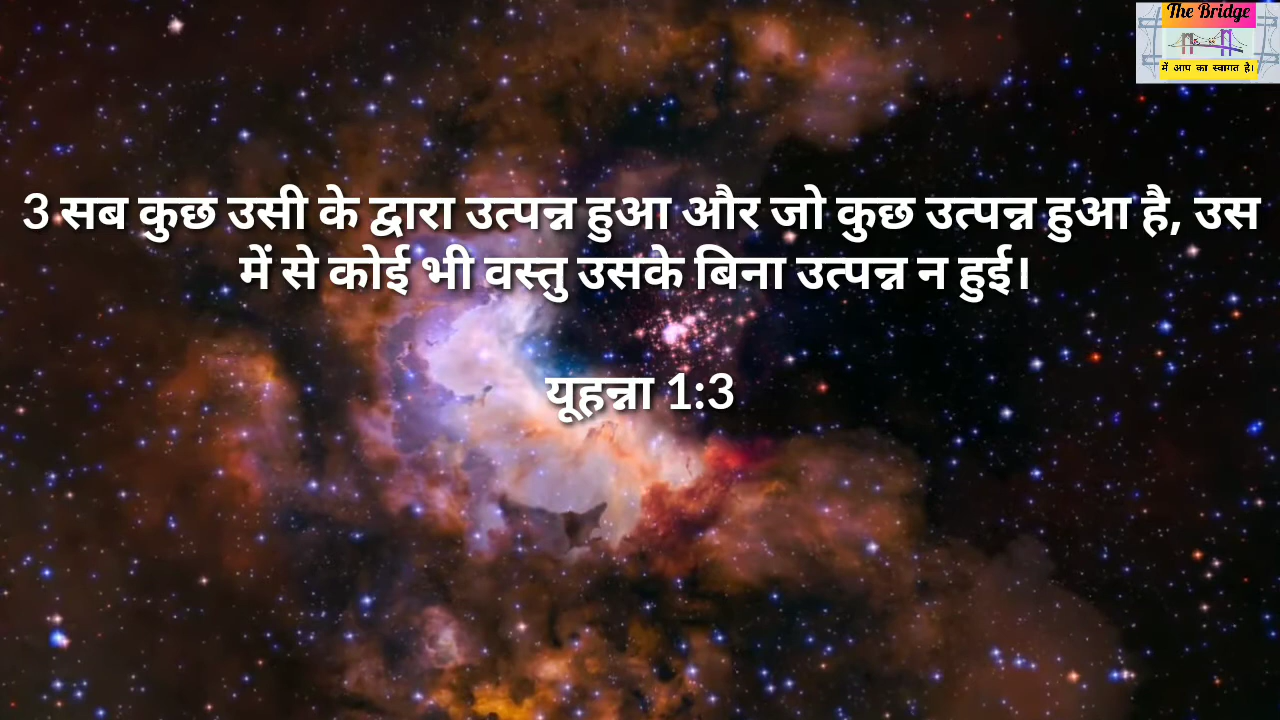 The Bridge
में आप का स्वागत है।
3 सब कुछ उसी के द्वारा उत्पन्न हुआ और जो कुछ उत्पन्न हुआ है, उस
में से कोई भी वस्तु उसके बिना उत्पन्न न हुई।
यूहन्ना 1:3